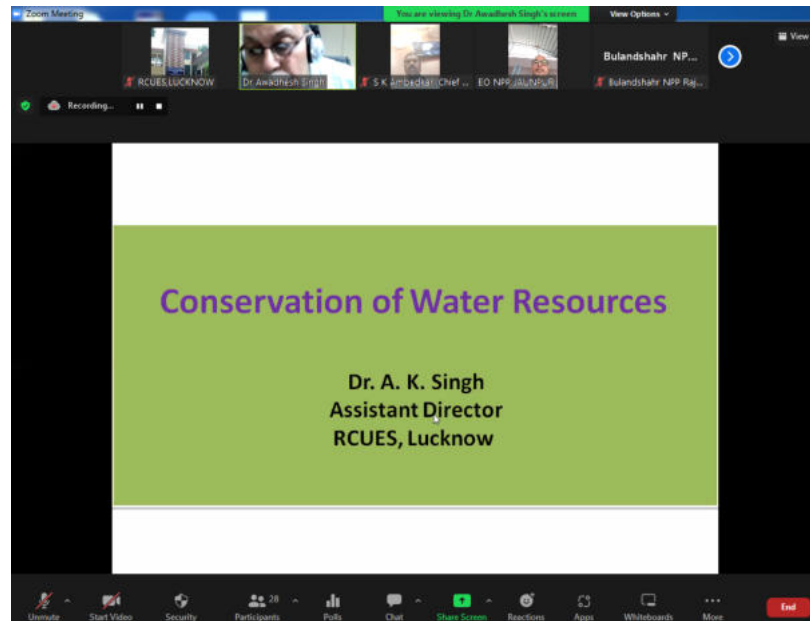 Zoom Meeting
You are viewing Dr Awadhesh Singh's screen
View Options
View
Bulandshahr NP...
RCUES,LUCKNOW
Dr Awadhesh Singh
S K Ambedkar, Chief ..
EO NPP JAUNPUR
Bulandshahr NPP Raj...
Recording...
Conservation of Water Resources
Dr. A. K. Singh
Assistant Director
RCUES, Lucknow
Unmute
Start Video
Security
Participants
28
Polls
Chat
Share Screen
Reactions
Apps
Whiteboards
More
End